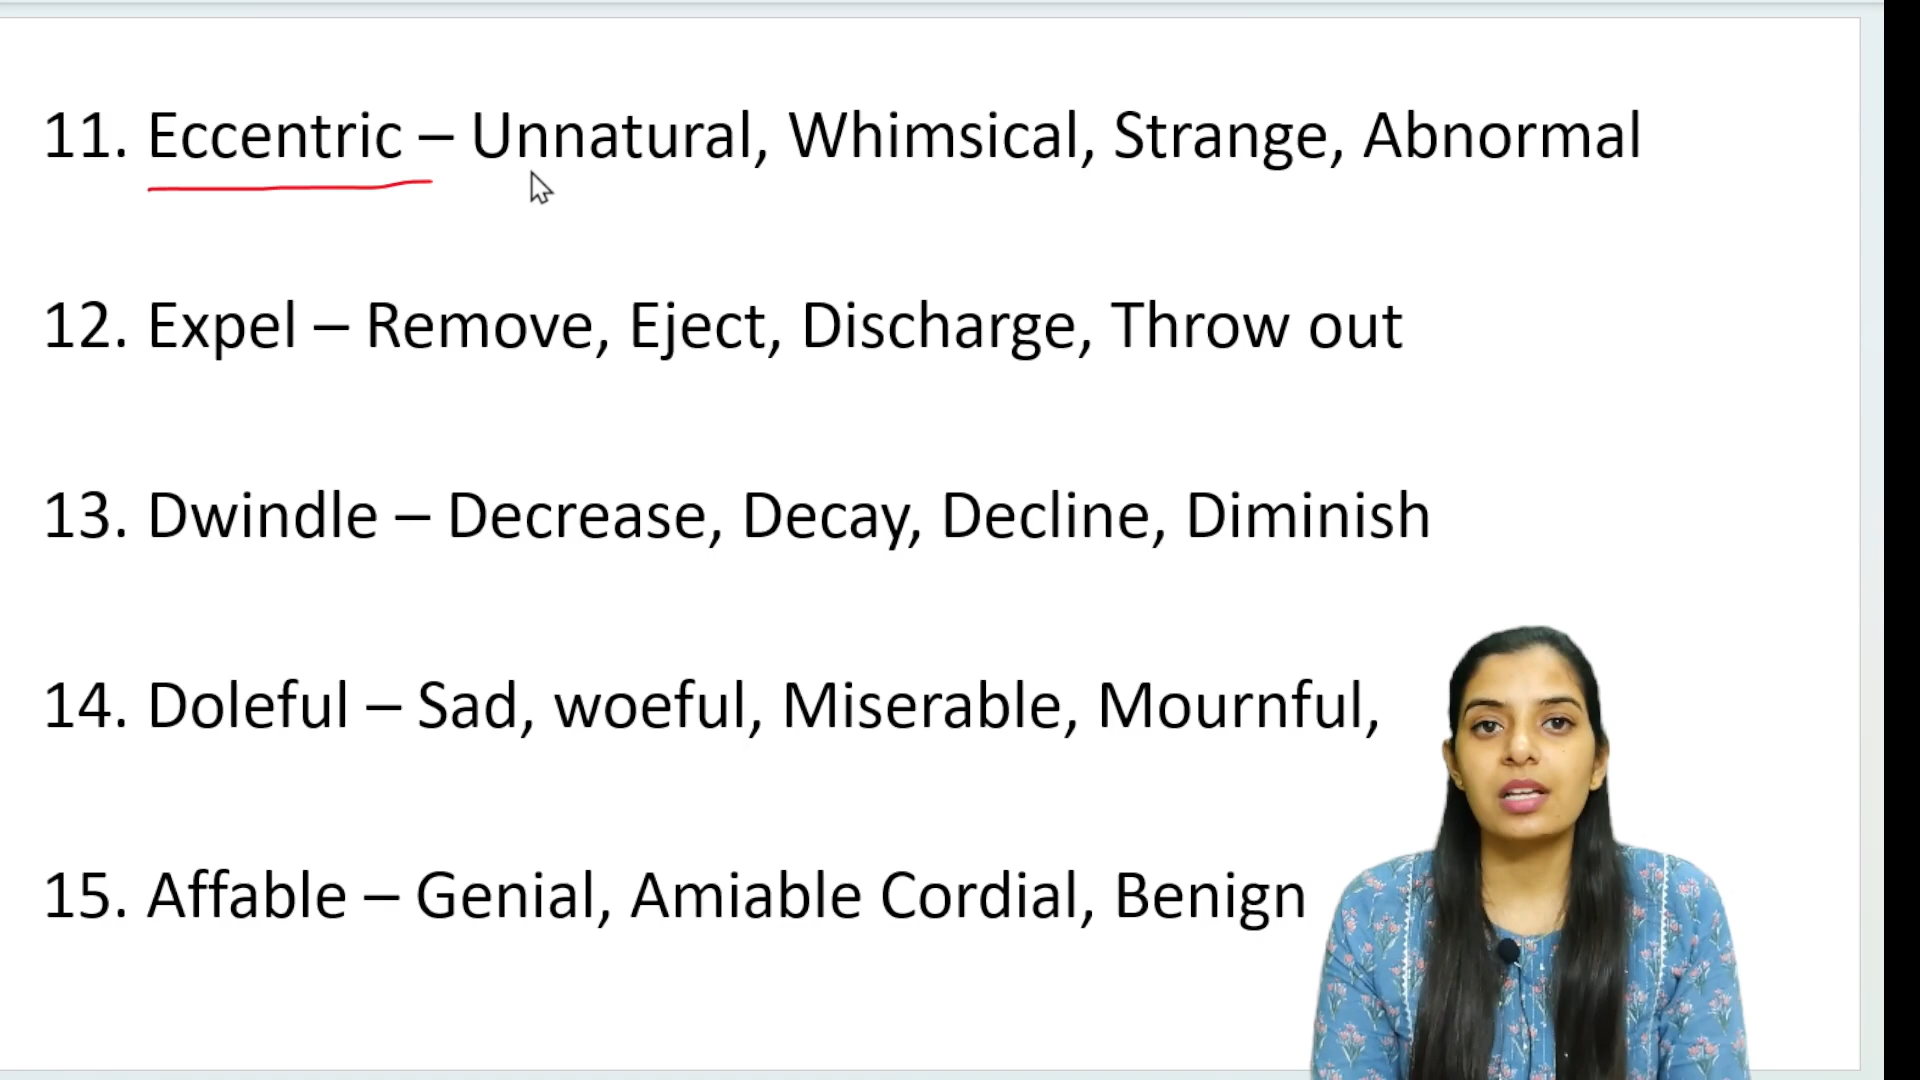 11. Eccentric – Unnatural, Whimsical, Strange, Abnormal
12. Expel – Remove, Eject, Discharge, Throw out
13. Dwindle – Decrease, Decay, Decline, Diminish
14. Doleful – Sad, woeful, Miserable, Mournful,
15. Affable – Genial, Amiable Cordial, Benign